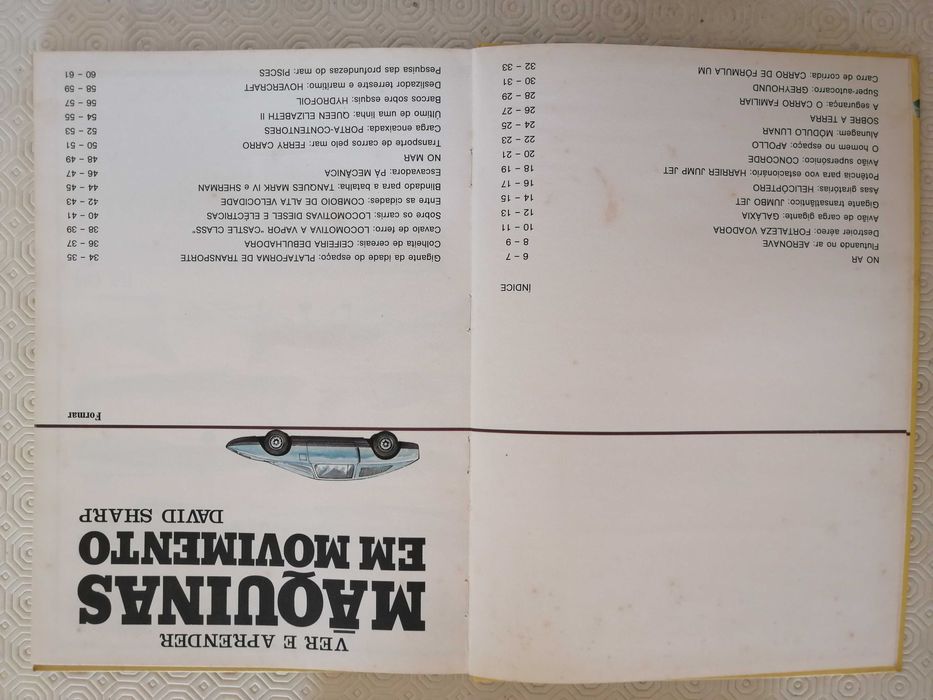 ÍNDICE
NO AR 6 – 7
Flutuando no ar: AERONAVE 8 – 9
Destroier aéreo: FORTALEZA VOADORA 10 – 11
Avião de carga gigante: GALÁXIA 12 – 13
Gigante transatlântico: JUMBO JET 14 – 15
Asas giratórias: HELICÓPTERO 16 – 17
Potência para voo estacionário: HARRIER JUMP JET 18 – 19
Avião supersónico: CONCORDE 20 – 21
O homem no espaço: APOLLO 22 – 23
Alunagem: MÓDULO LUNAR 24 – 25
SOBRE A TERRA 26 – 27
A segurança: O CARRO FAMILIAR 28 – 29
Super-autocarro: GREYHOUND 30 – 31
Carro de corrida: CARRO DE FORMULA UM 32 – 33
VER E APRENDER
MÁQUINAS
EM MOVIMENTO
DAVID SHARP
Formar
Gigante da idade do espaço: PLATAFORMA DE TRANSPORTE 34 – 35
Colheita de cereais: CEIFEIRA DEBULHADORA 36 – 37
Cavalo de ferro: LOCOMOTIVA A VAPOR "CASTLE CLASS" 38 – 39
Sobre os carris: LOCOMOTIVAS DIESEL E ELÉCTRICAS 40 – 41
Entre as cidades: COMBOIO DE ALTA VELOCIDADE 42 – 43
Blindado para a batalha: TANQUES MARK IV e SHERMAN 44 – 45
Escavadora: PÁ MECÂNICA 46 – 47
NO MAR 48 – 49
Transporte de carros pelo mar: FERRY CARRO 50 – 51
Carga encaixada: PORTA-CONTENTORES 52 – 53
Último de uma linha: QUEEN ELIZABETH II 54 – 55
Barcos sobre esquis: HYDROFOIL 56 – 57
Deslizador terrestre e marítimo: HOVERCRAFT 58 – 59
Pesquisa das profundezas do mar: PISCES 60 – 61